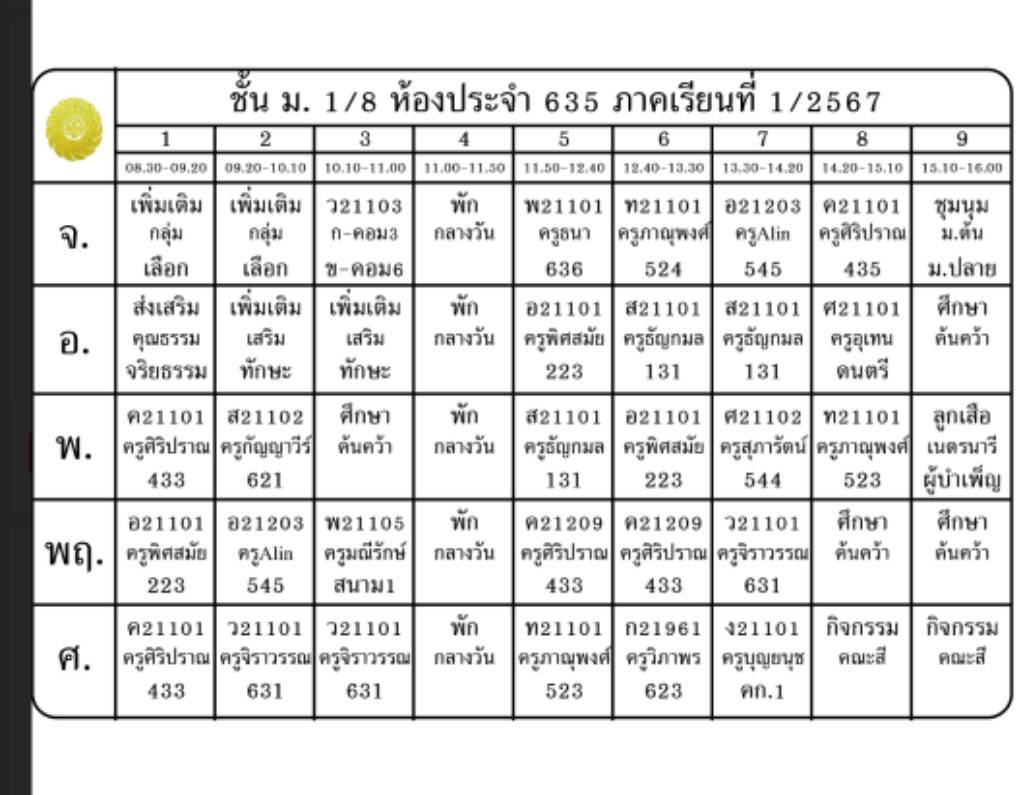 ชั้น ม. 1/8 ห้องประจำ 635 ภาคเรียนที่ 1/2567
1 2 3 4 5 6 7 8 9
08.30-09.20 09.20-10.10 10.10-11.00 11.00-11.50 11.50-12.40 12.40-13.30 13.30-14.20 14.20-15.10 15.10-16.00
จ.
เพิ่มเติม เพิ่มเติม ว21103 พัก พ21101 ท21101 อ21203 ค21101 ชุมนุม
กลุ่ม กลุ่ม ก-คอม3 กลางวัน ครูธนา ครูภาณุพงศ์ ครูAlin ครูศิริปราณ ม.ต้น
เลือก เลือก ข-คอม6 636 524 545 435 ม.ปลาย
อ.
ส่งเสริม เพิ่มเติม เพิ่มเติม พัก อ21101 ส21101 ส21101 ศ21101 ศึกษา
คุณธรรม เสริม เสริม กลางวัน ครูพิศสมัย ครูธัญกมล ครูธัญกมล ครูอุเทน ค้นคว้า
จริยธรรม ทักษะ ทักษะ 223 131 131 ดนตรี
พ.
ค21101 ส21102 ศึกษา พัก ส21101 อ21101 ศ21102 ท21101 ลูกเสือ
ครูศิริปราณ ครูกัญญาวีร์ ค้นคว้า กลางวัน ครูธัญกมล ครูพิศสมัย ครูสุภารัตน์ ครูภาณุพงศ์ เนตรนารี
433 621 131 223 544 523 ผู้บำเพ็ญ
พฤ.
อ21101 อ21203 พ21105 พัก ค21209 ค21209 ว21101 ศึกษา ศึกษา
ครูพิศสมัย ครูAlin ครูมณีรักษ์ กลางวัน ครูศิริปราณ ครูศิริปราณ ครูจิราวรรณ ค้นคว้า ค้นคว้า
223 545 สนาม1 433 433 631
ศ.
ค21101 ว21101 ว21101 พัก ท21101 ก21961 ง21101 กิจกรรม กิจกรรม
ครูศิริปราณ ครูจิราวรรณ ครูจิราวรรณ กลางวัน ครูภาณุพงศ์ ครูวิภาพร ครูบุญยนุช คณะสี คณะสี
433 631 631 523 623 คก.1